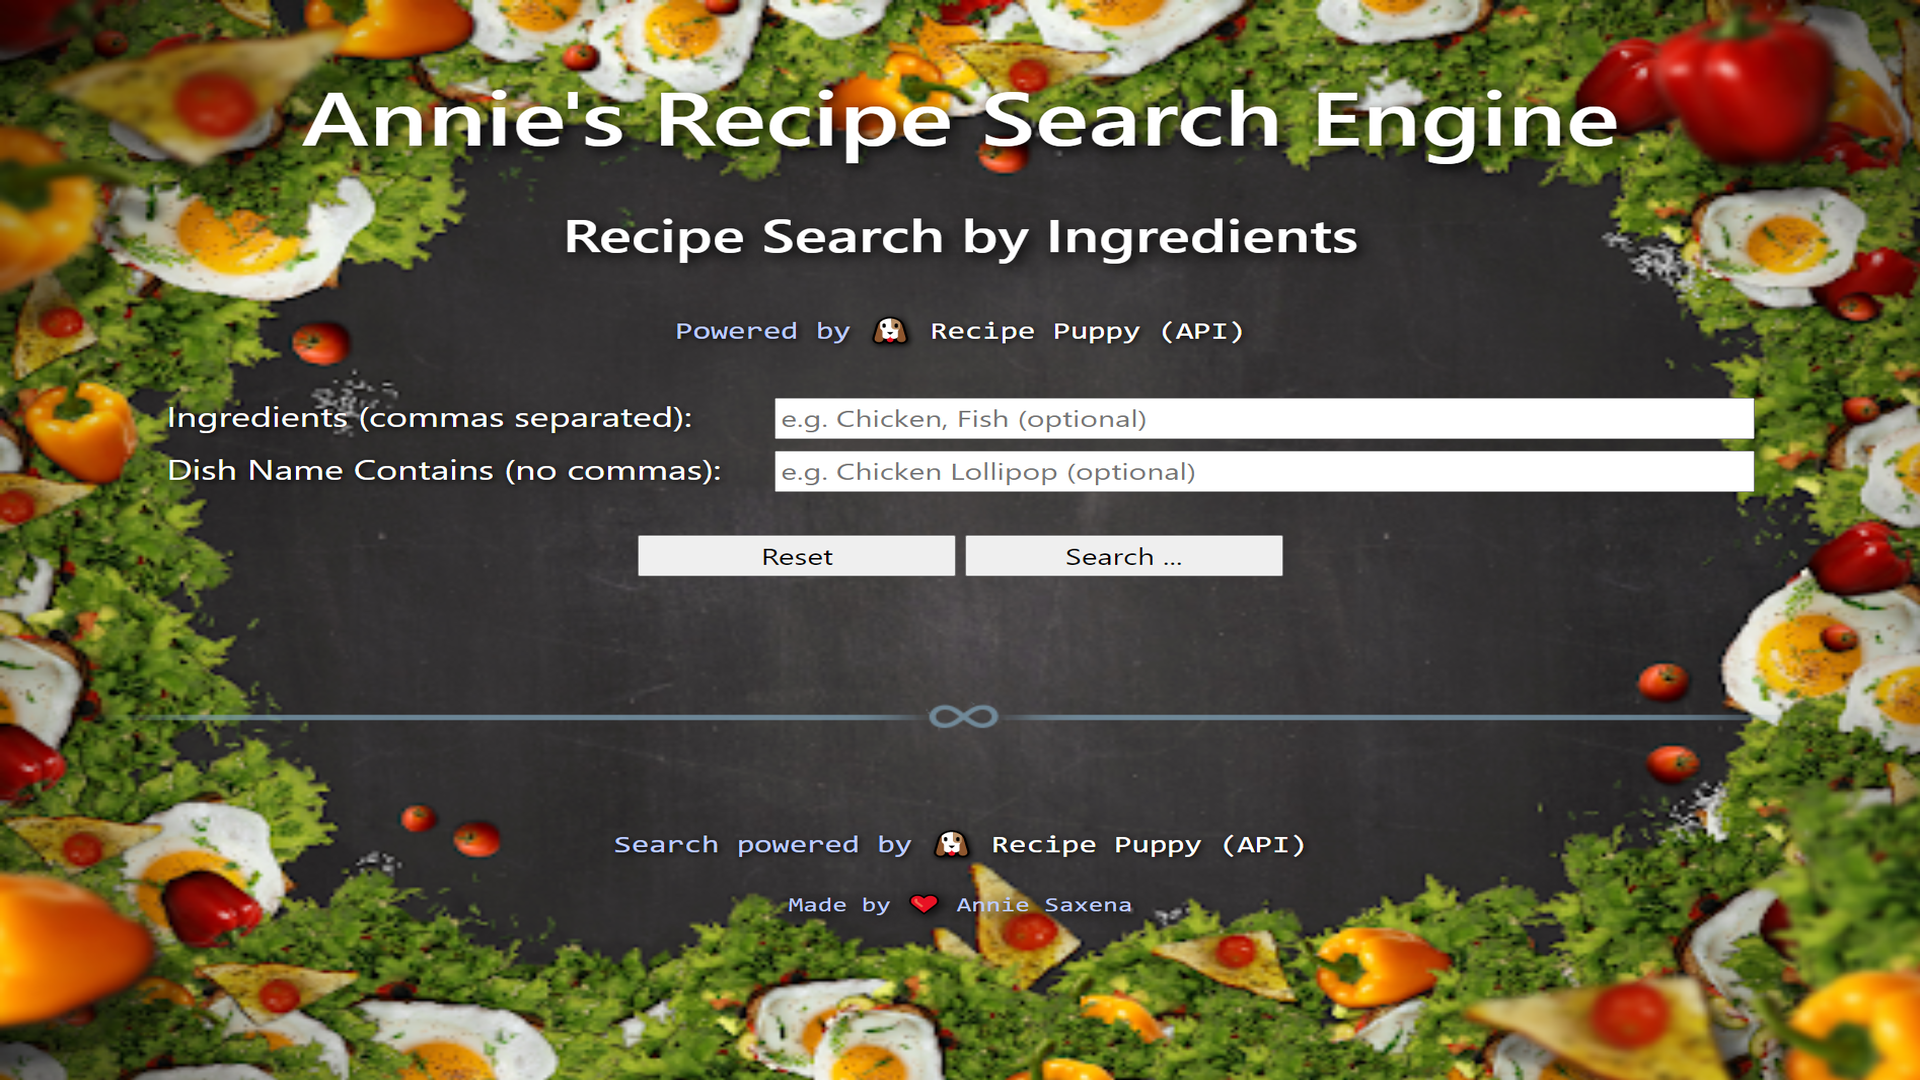 Annie's Recipe Search Engine
Recipe Search by Ingredients
Powered by Recipe Puppy (API)
Ingredients (commas separated): e.g. Chicken, Fish (optional)
Dish Name Contains (no commas): e.g. Chicken Lollipop (optional)
Reset Search ...
Search powered by Recipe Puppy (API)
Made by ❤️ Annie Saxena